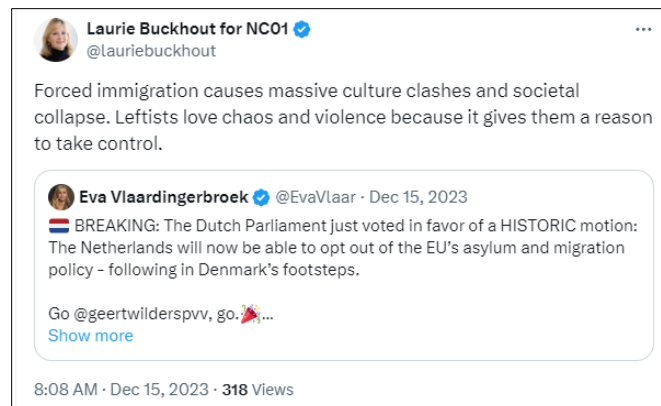 Laurie Buckhout for NC01
@lauriebuckhout
Forced immigration causes massive culture clashes and societal
collapse. Leftists love chaos and violence because it gives them a reason
to take control.
Eva Vlaardingerbroek @EvaVlaar · Dec 15, 2023
🇳🇱 BREAKING: The Dutch Parliament just voted in favor of a HISTORIC motion:
The Netherlands will now be able to opt out of the EU's asylum and migration
policy - following in Denmark's footsteps.
Go @geertwilderspvv, go.🎉...
Show more
8:08 AM · Dec 15, 2023 · 318 Views